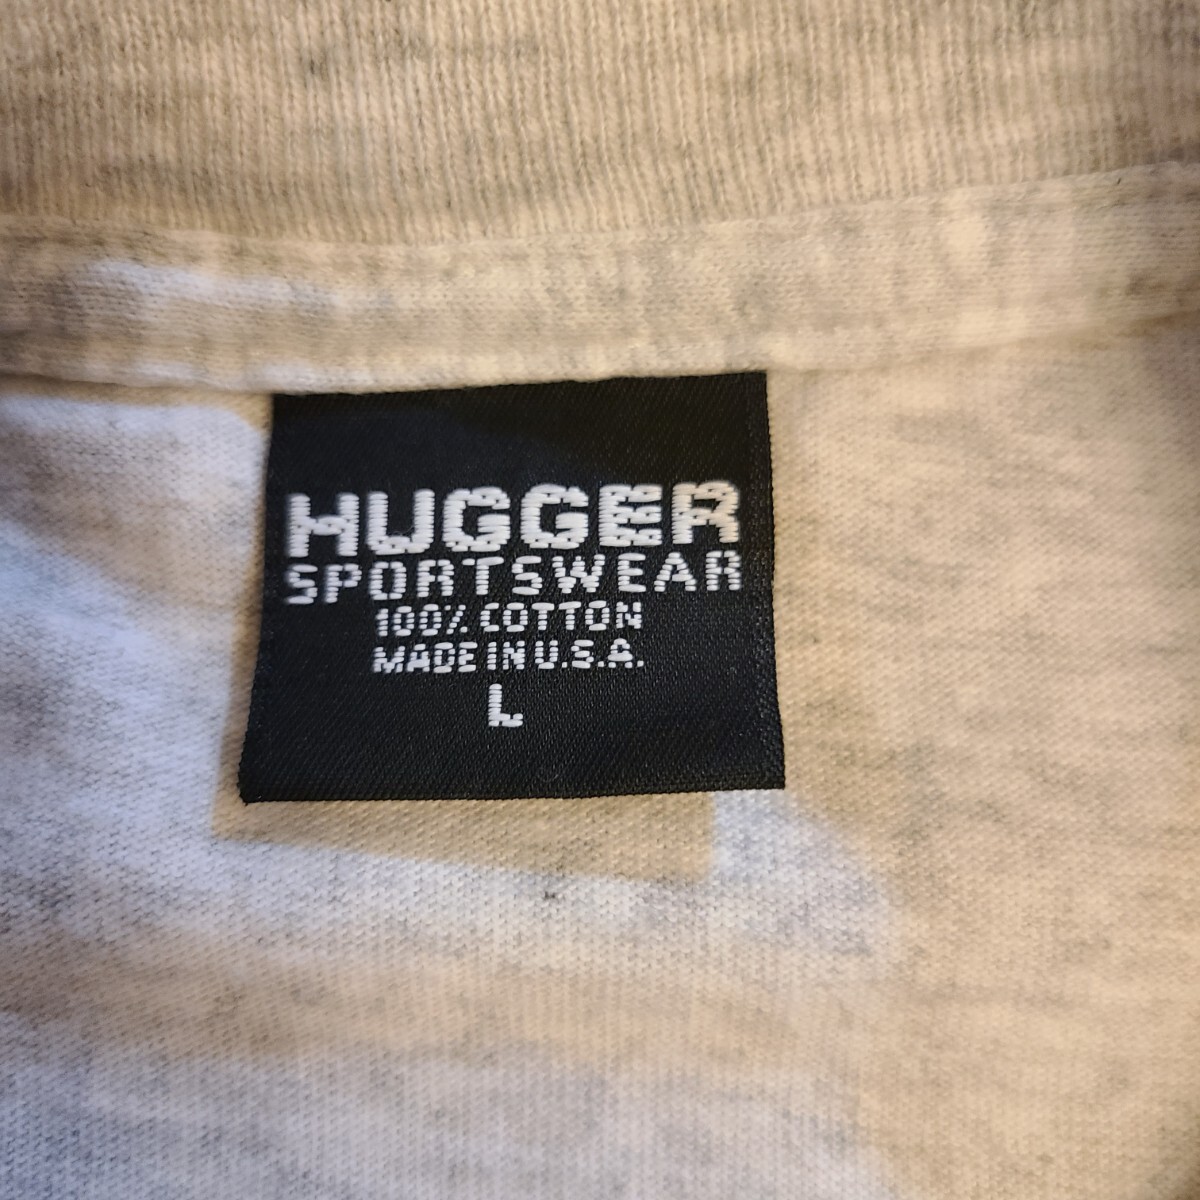 HUGGER
SPORTSWEAR
100% COTTON
MADE IN U.S.A.
L